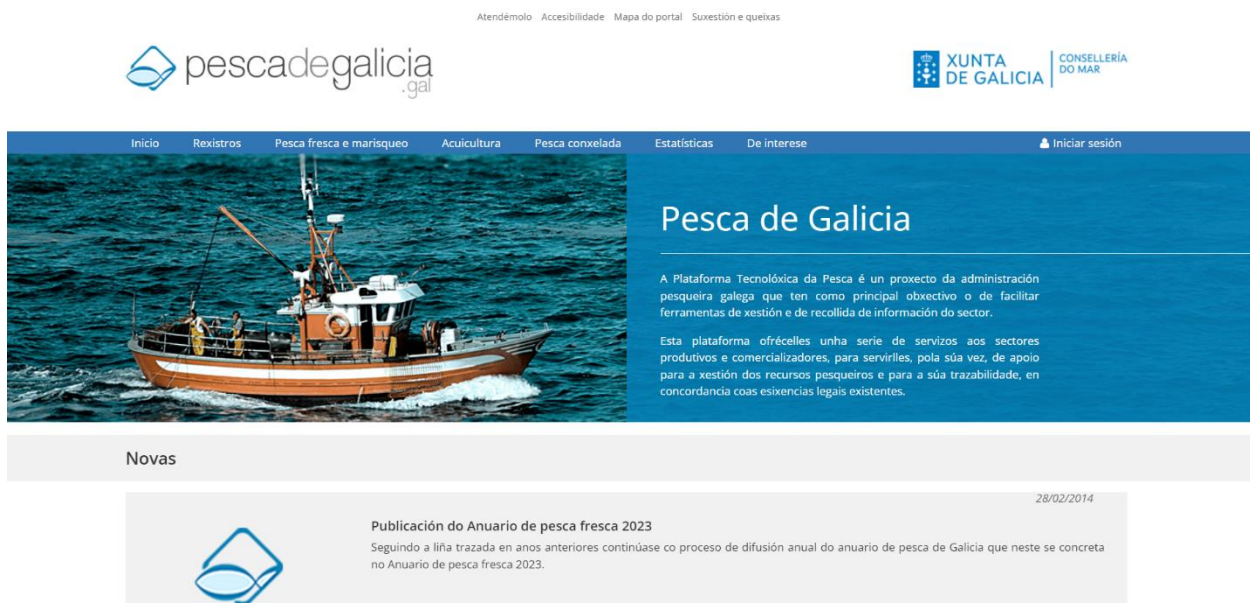 Atendémolo Accesibilidade Mapa do portal Suxestión e queixas
pescadegalicia
.gal
XUNTA
DE GALICIA
CONSELLERÍA
DO MAR
Inicio Rexistros Pesca fresca e marisqueo Acuicultura Pesca conxelada Estatísticas De interese Iniciar sesión
Pesca de Galicia
A Plataforma Tecnolóxica da Pesca é un proxecto da administración
pesqueira galega que ten como principal obxectivo o de facilitar
ferramentas de xestión e de recollida de información do sector.
Esta plataforma ofrécelles unha serie de servizos aos sectores
produtivos e comercializadores, para servirlles, pola súa vez, de apoio
para a xestión dos recursos pesqueiros e para a súa trazabilidade, en
concordancia coas esixencias legais existentes.
Novas
28/02/2014
Publicación do Anuario de pesca fresca 2023
Seguindo a liña trazada en anos anteriores continúase co proceso de difusión anual do anuario de pesca de Galicia que neste se concreta
no Anuario de pesca fresca 2023.